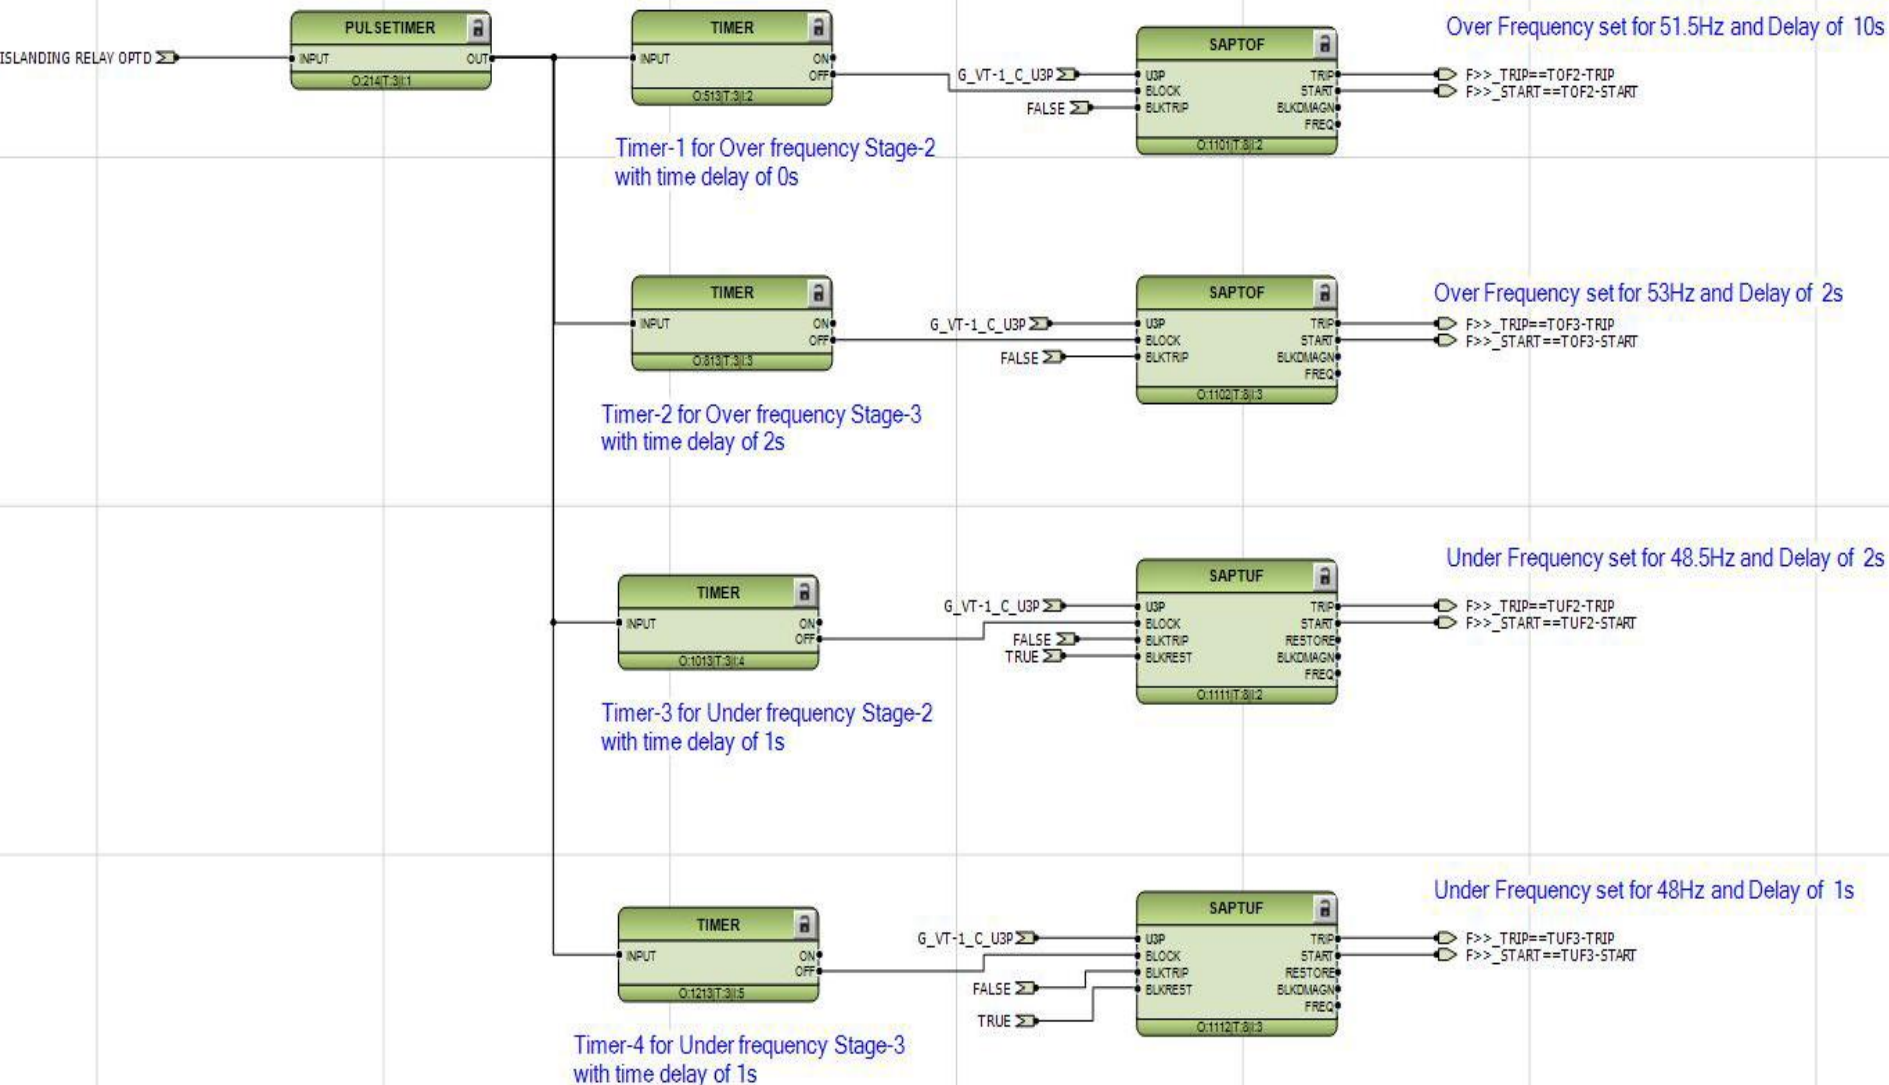 ISLANDING RELAY OPTD
PULSETIMER
INPUT
OUT
O:214|T:3|I:1
TIMER
INPUT
ON
OFF
O:513|T:3|I:2
Timer-1 for Over frequency Stage-2
with time delay of 0s
G_VT-1_C_U3P
FALSE
SAPTOF
U3P
BLOCK
BLKTRIP
TRIP
START
BLKDMAGN
FREQ
O:1101|T:8|I:2
Over Frequency set for 51.5Hz and Delay of 10s
F>>_TRIP==TOF2-TRIP
F>>_START==TOF2-START
TIMER
INPUT
ON
OFF
O:813|T:3|I:3
Timer-2 for Over frequency Stage-3
with time delay of 2s
G_VT-1_C_U3P
FALSE
SAPTOF
U3P
BLOCK
BLKTRIP
TRIP
START
BLKDMAGN
FREQ
O:1102|T:8|I:3
Over Frequency set for 53Hz and Delay of 2s
F>>_TRIP==TOF3-TRIP
F>>_START==TOF3-START
TIMER
INPUT
ON
OFF
O:1013|T:3|I:4
Timer-3 for Under frequency Stage-2
with time delay of 1s
G_VT-1_C_U3P
FALSE
TRUE
SAPTUF
U3P
BLOCK
BLKTRIP
BLKREST
TRIP
START
RESTORE
BLKDMAGN
FREQ
O:1111|T:8|I:2
Under Frequency set for 48.5Hz and Delay of 2s
F>>_TRIP==TUF2-TRIP
F>>_START==TUF2-START
TIMER
INPUT
ON
OFF
O:1213|T:3|I:5
Timer-4 for Under frequency Stage-3
with time delay of 1s
G_VT-1_C_U3P
FALSE
TRUE
SAPTUF
U3P
BLOCK
BLKTRIP
BLKREST
TRIP
START
RESTORE
BLKDMAGN
FREQ
O:1112|T:8|I:3
Under Frequency set for 48Hz and Delay of 1s
F>>_TRIP==TUF3-TRIP
F>>_START==TUF3-START